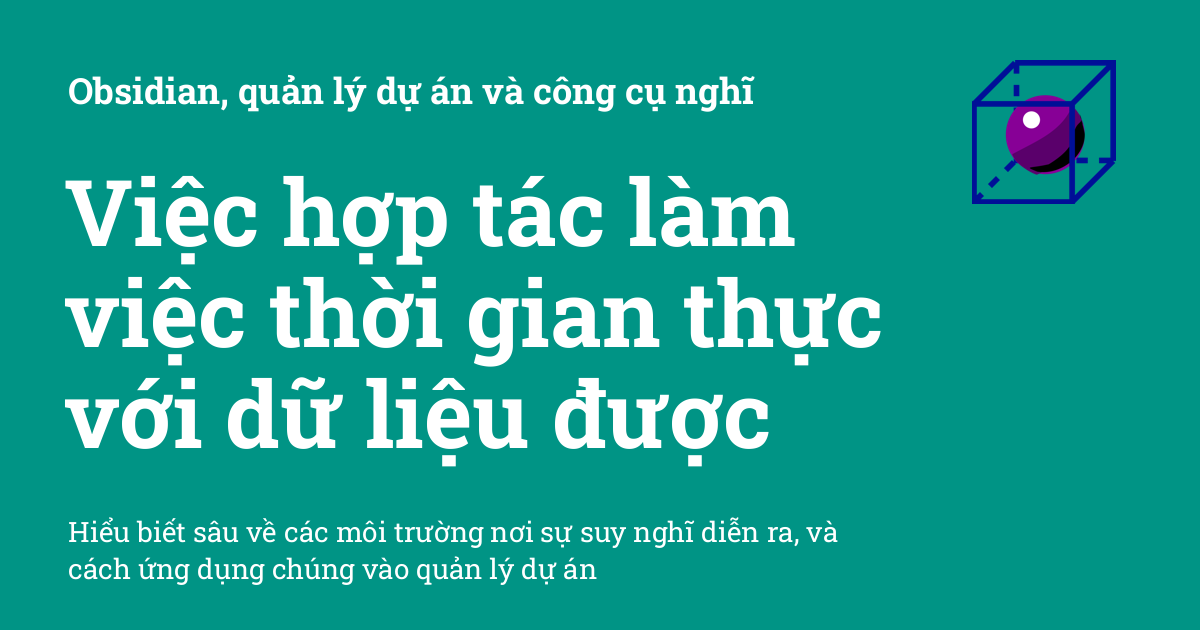 Obsidian, quản lý dự án và công cụ nghĩ
Việc hợp tác làm
việc thời gian thực
với dữ liệu được
Hiểu biết sâu về các môi trường nơi sự suy nghĩ diễn ra, và
cách ứng dụng chúng vào quản lý dự án